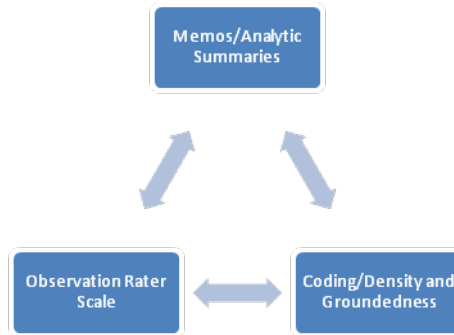 Memos/Analytic
Summaries
Observation Rater
Scale
Coding/Density and
Groundedness